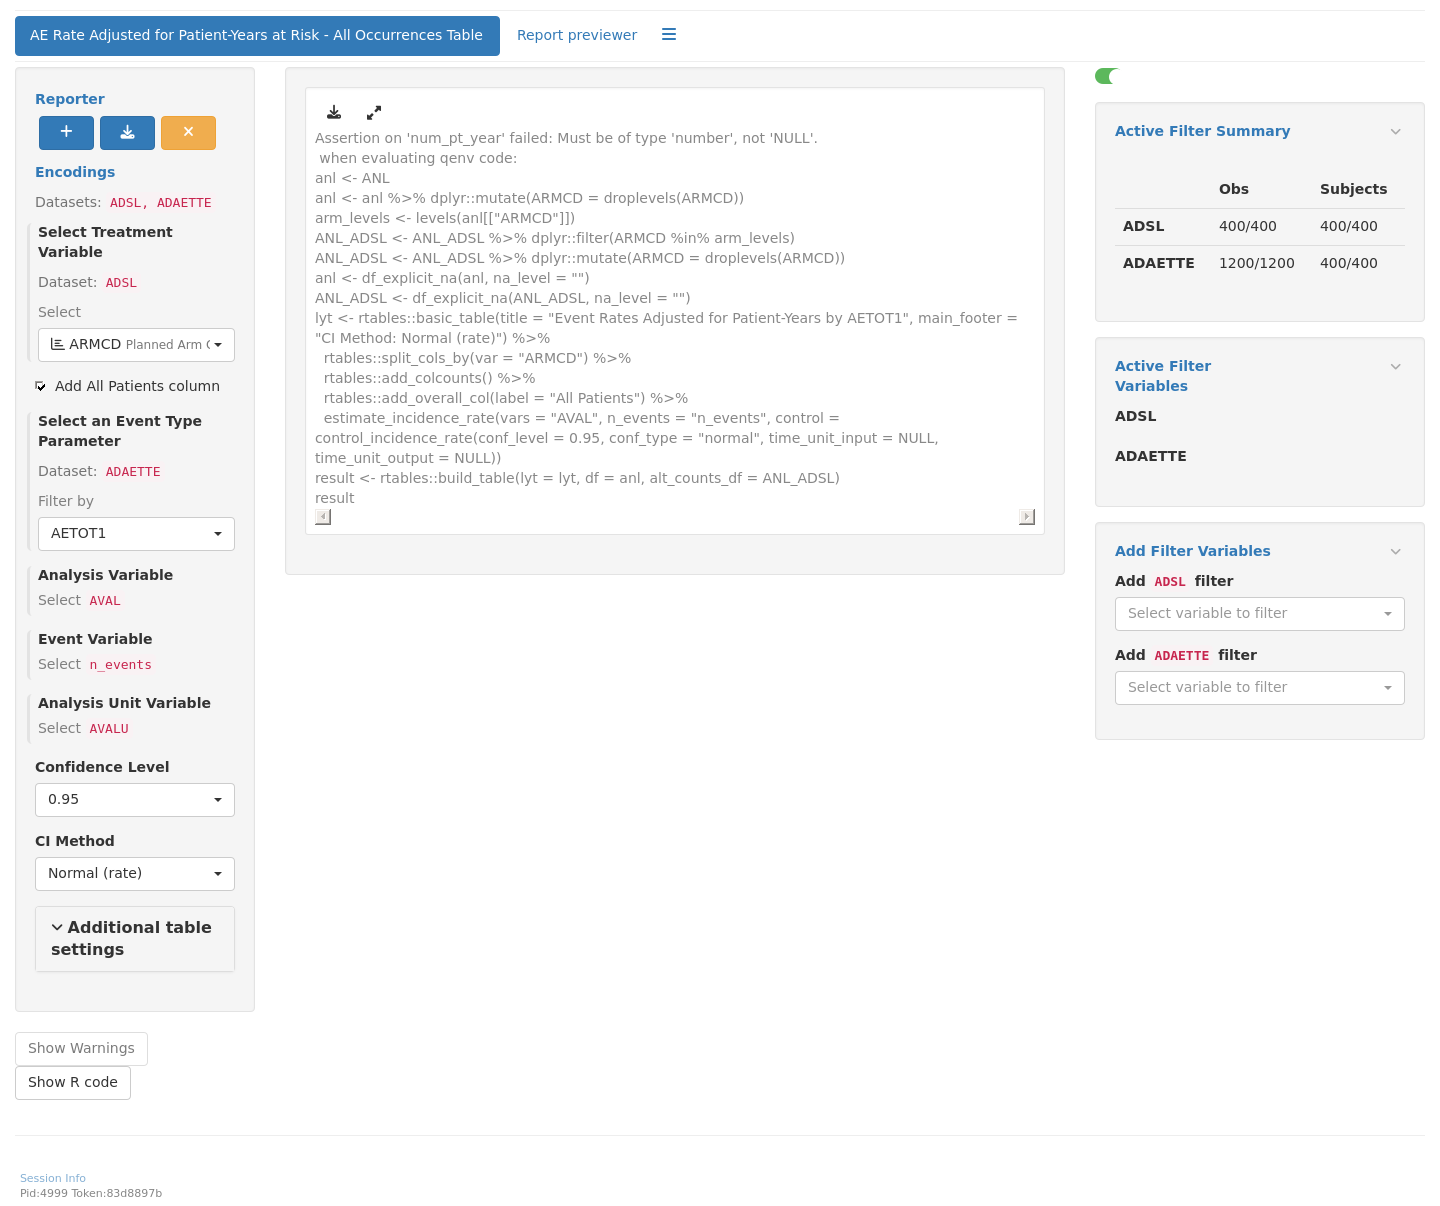 AE Rate Adjusted for Patient-Years at Risk - All Occurrences Table
Report previewer
Reporter
Encodings
Datasets: ADSL, ADAETTE
Select Treatment
Variable
Dataset: ADSL
Select
ARMCD Planned Arm
Add All Patients column
Select an Event Type
Parameter
Dataset: ADAETTE
Filter by
AETOT1
Analysis Variable
Select AVAL
Event Variable
Select n_events
Analysis Unit Variable
Select AVALU
Confidence Level
0.95
CI Method
Normal (rate)
Additional table
settings
Show Warnings
Show R code
Assertion on 'num_pt_year' failed: Must be of type 'number', not 'NULL'.
when evaluating qenv code:
anl <- ANL
anl <- anl %>% dplyr::mutate(ARMCD = droplevels(ARMCD))
arm_levels <- levels(anl[["ARMCD"]])
ANL_ADSL <- ANL_ADSL %>% dplyr::filter(ARMCD %in% arm_levels)
ANL_ADSL <- ANL_ADSL %>% dplyr::mutate(ARMCD = droplevels(ARMCD))
anl <- df_explicit_na(anl, na_level = "")
ANL_ADSL <- df_explicit_na(ANL_ADSL, na_level = "")
lyt <- rtables::basic_table(title = "Event Rates Adjusted for Patient-Years by AETOT1", main_footer =
"CI Method: Normal (rate)") %>%
rtables::split_cols_by(var = "ARMCD") %>%
rtables::add_colcounts() %>%
rtables::add_overall_col(label = "All Patients") %>%
estimate_incidence_rate(vars = "AVAL", n_events = "n_events", control =
control_incidence_rate(conf_level = 0.95, conf_type = "normal", time_unit_input = NULL,
time_unit_output = NULL))
result <- rtables::build_table(lyt = lyt, df = anl, alt_counts_df = ANL_ADSL)
result
Active Filter Summary
Obs Subjects
ADSL 400/400 400/400
ADAETTE 1200/1200 400/400
Active Filter
Variables
ADSL
ADAETTE
Add Filter Variables
Add ADSL filter
Select variable to filter
Add ADAETTE filter
Select variable to filter
Session Info
Pid:4999 Token:83d8897b